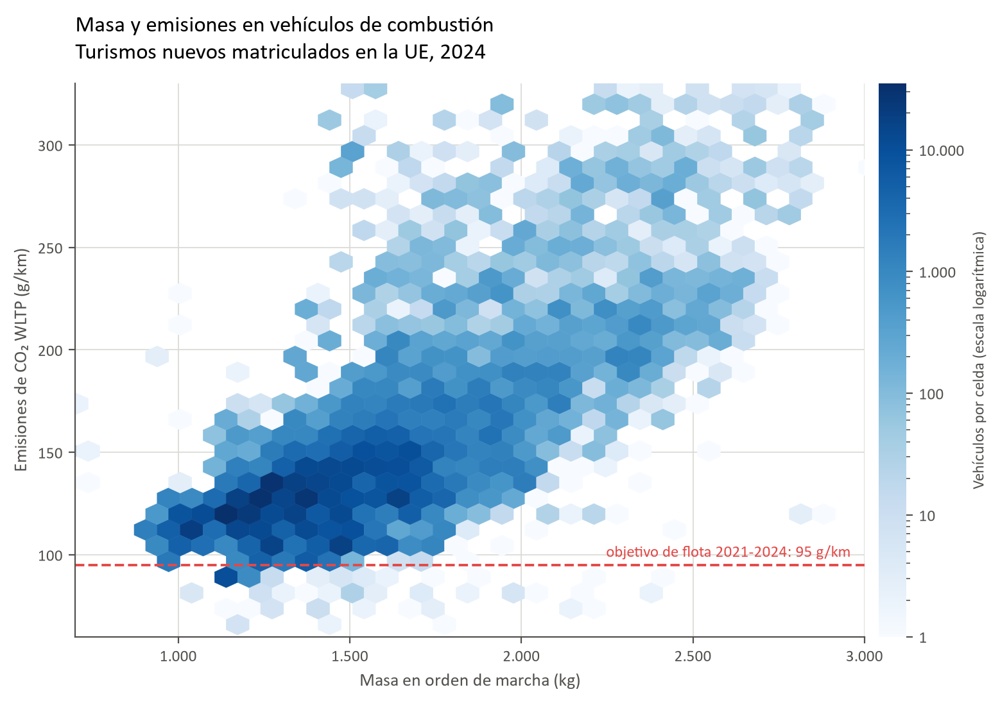 Masa y emisiones en vehículos de combustión
Turismos nuevos matriculados en la UE, 2024
Emisiones de CO₂ WLTP (g/km)
300
250
200
150
100
objetivo de flota 2021-2024: 95 g/km
1.000
1.500
2.000
2.500
3.000
Masa en orden de marcha (kg)
10.000
1.000
100
10
1
Vehículos por celda (escala logarítmica)